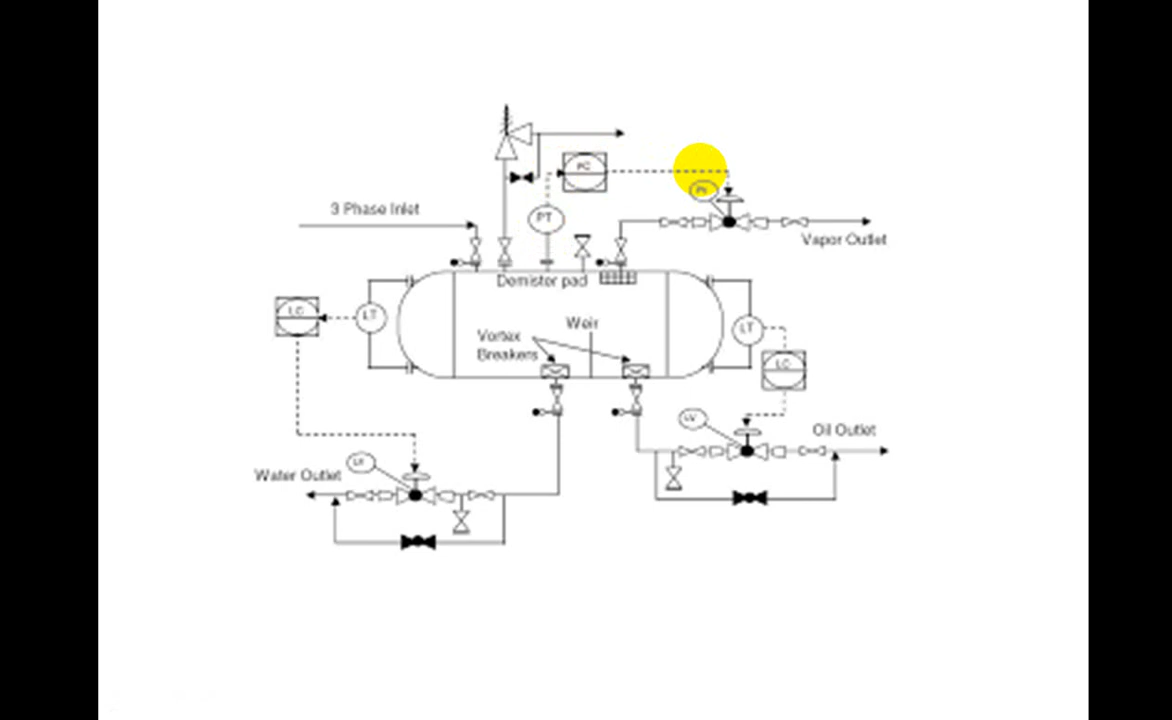 PC
PV
3 Phase Inlet
PT
Vapor Outlet
Demister pad
LC
LT
Weir
LT
Vortex
Breakers
LC
LV
Oil Outlet
Water Outlet
LV